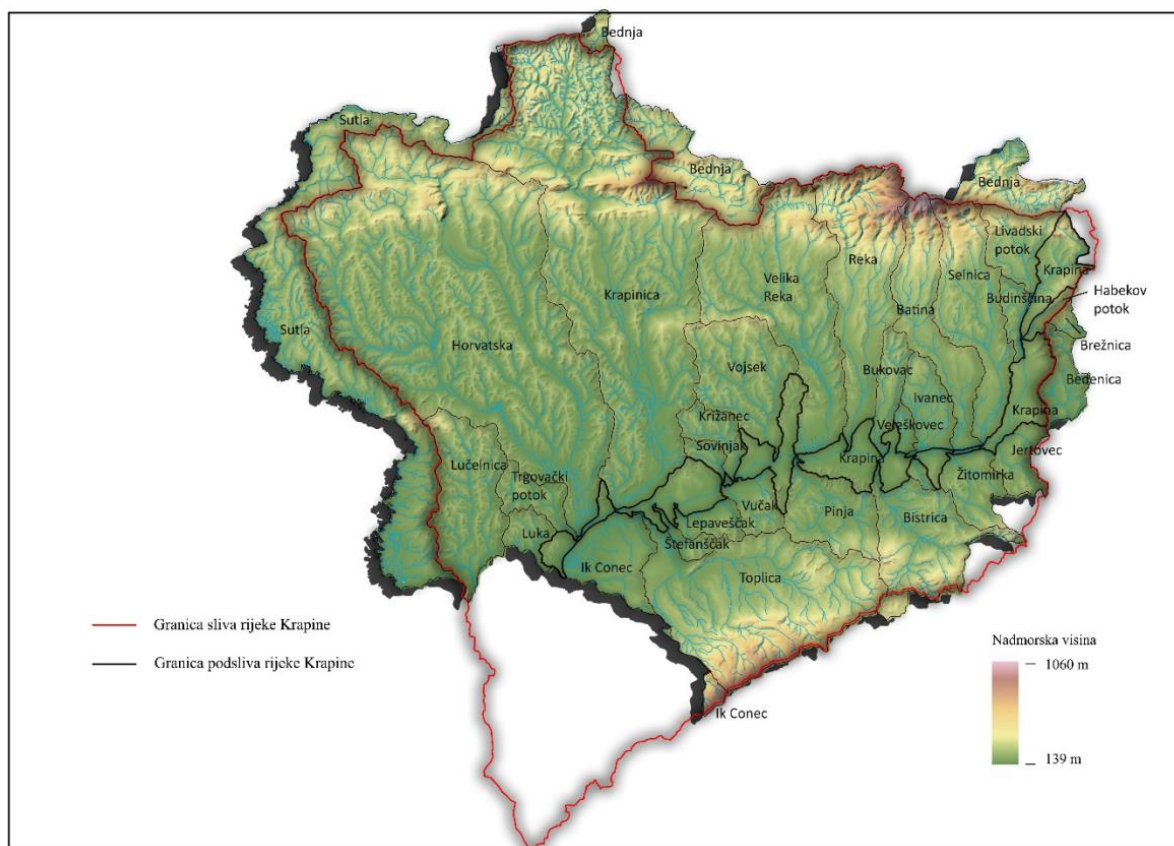 Bednja
Sutla
Bednja
Bednja
Livadski
potok
Reka
Selnica
Krapina
Velika
Reka
Krapinica
Habekov
potok
Budinščina
Batina
Sutla
Horvatska
Brežnica
Vojsek
Bukovac
Bedenica
Ivanec
Križanec
Krapina
Vereškovec
Sovinjak
Jertovec
Krapina
Lučelnica
Žitomirka
Trgovački
potok
Vučak
Pinja
Bistrica
Lepaveščak
Luka
Štefanščak
Ik Conec
Toplica
Granica sliva rijeke Krapine
Granica podsliva rijeke Krapine
Nadmorska visina
1060 m
139 m
Ik Conec